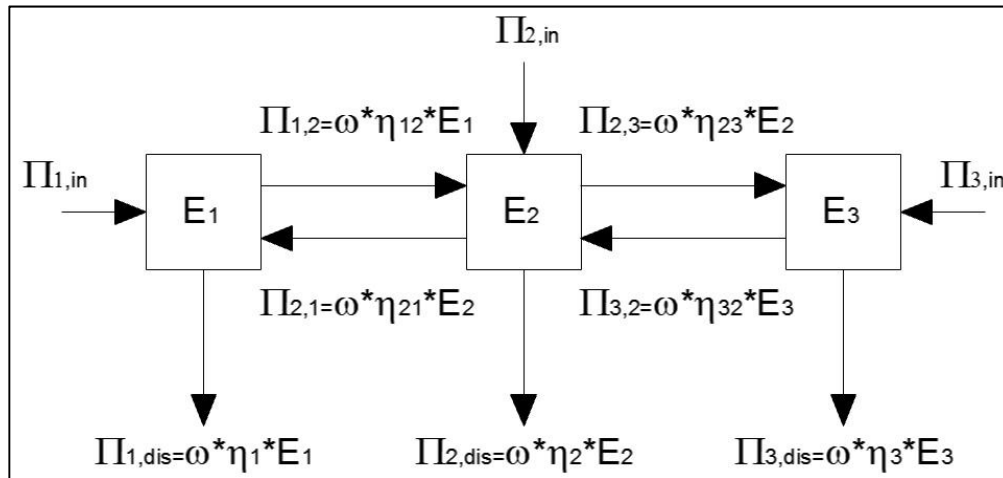 Π2,in
Π1,2=ω*η12*E1 Π2,3=ω*η23*E2
Π1,in E1 E2 E3 Π3,in
Π2,1=ω*η21*E2 Π3,2=ω*η32*E3
Π1,dis=ω*η1*E1 Π2,dis=ω*η2*E2 Π3,dis=ω*η3*E3